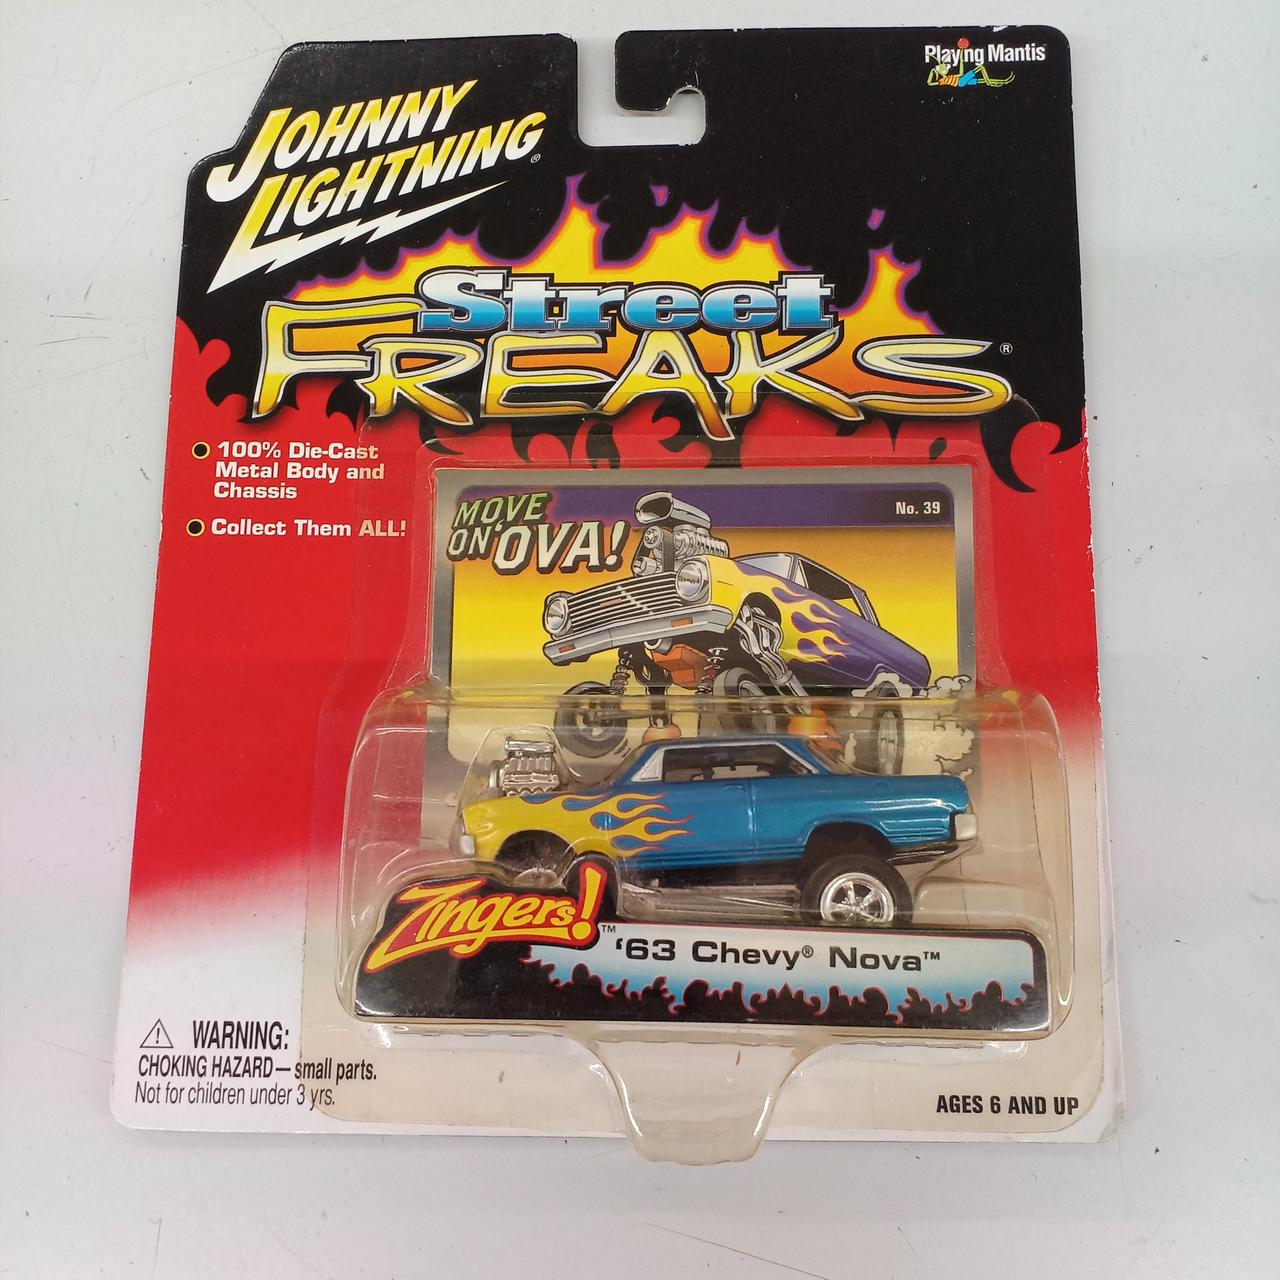 Playing Mantis
JOHNNY
LIGHTNING®
Street
FREAKS®
100% Die-Cast
Metal Body and
Chassis
Collect Them ALL!
MOVE
ON 'OVA!
No. 39
Zingers!™
'63 Chevy® Nova™
WARNING:
CHOKING HAZARD — small parts.
Not for children under 3 yrs.
AGES 6 AND UP